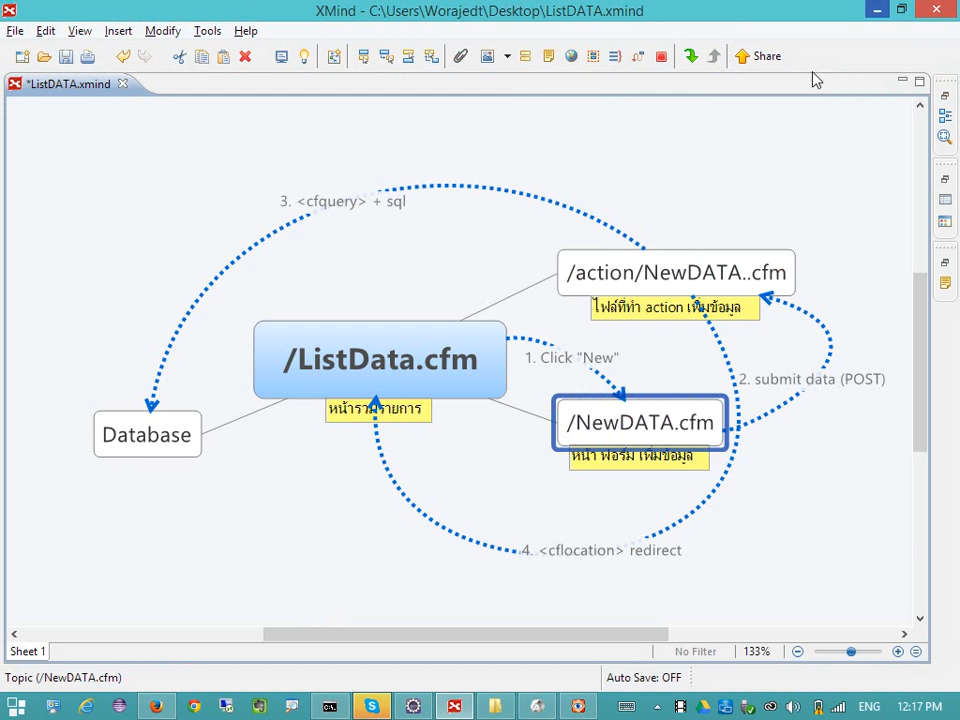 XMind - C:\Users\Worajedt\Desktop\ListDATA.xmind
File Edit View Insert Modify Tools Help
Share
*ListDATA.xmind
3. <cfquery> + sql
/action/NewDATA..cfm
ไฟล์ที่ทำ action เพิ่มข้อมูล
/ListData.cfm
1. Click "New"
2. submit data (POST)
หน้ารวมรายการ
/NewDATA.cfm
Database
หน้า ฟอร์ม เพิ่มข้อมูล
4. <cflocation> redirect
Sheet 1
No Filter 133%
Topic (/NewDATA.cfm)
Auto Save: OFF
ENG 12:17 PM